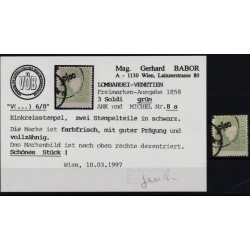 Mag. Gerhard BABOR
A - 1130 Wien, Lainzerstrasse 80
VÖB
LOMBARDEI-VENETIEN
Freimarken-Ausgabe 1858
3 Soldi grün
ANK und MICHEL Nr. 8 a
"V(...) 6/8"
Einkreisstempel, zwei Stempelteile in schwarz.
Die Marke ist farbfrisch, mit guter Prägung und
vollzähnig.
Das Markenbild ist nach oben rechts dezentriert.
Schönes Stück !
Wien, 10.03.1997